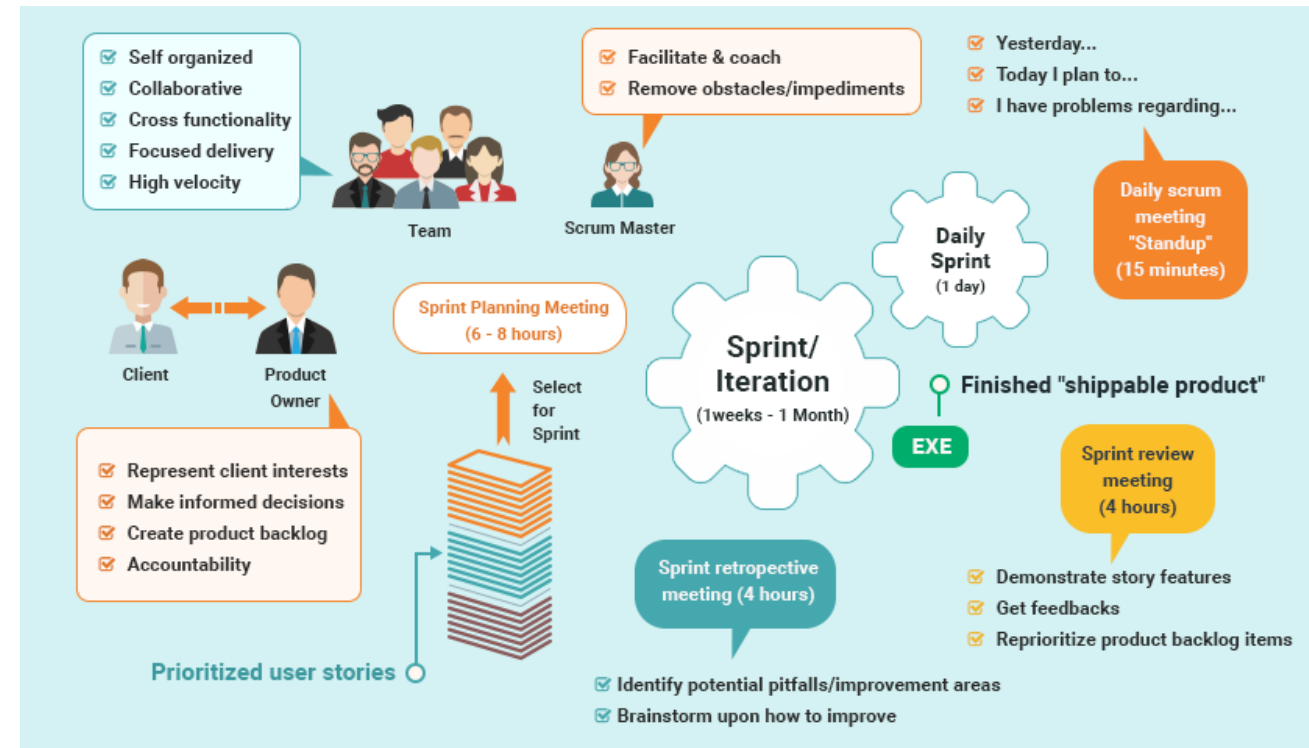 Self organized
Collaborative
Cross functionality
Focused delivery
High velocity
Team
Facilitate & coach
Remove obstacles/impediments
Scrum Master
Yesterday...
Today I plan to...
I have problems regarding...
Daily scrum
meeting
"Standup"
(15 minutes)
Daily
Sprint
(1 day)
Client
Product
Owner
Represent client interests
Make informed decisions
Create product backlog
Accountability
Sprint Planning Meeting
(6 - 8 hours)
Select
for
Sprint
Prioritized user stories
Sprint/
Iteration
(1weeks - 1 Month)
Finished "shippable product"
EXE
Sprint review
meeting
(4 hours)
Demonstrate story features
Get feedbacks
Reprioritize product backlog items
Sprint retropective
meeting (4 hours)
Identify potential pitfalls/improvement areas
Brainstorm upon how to improve